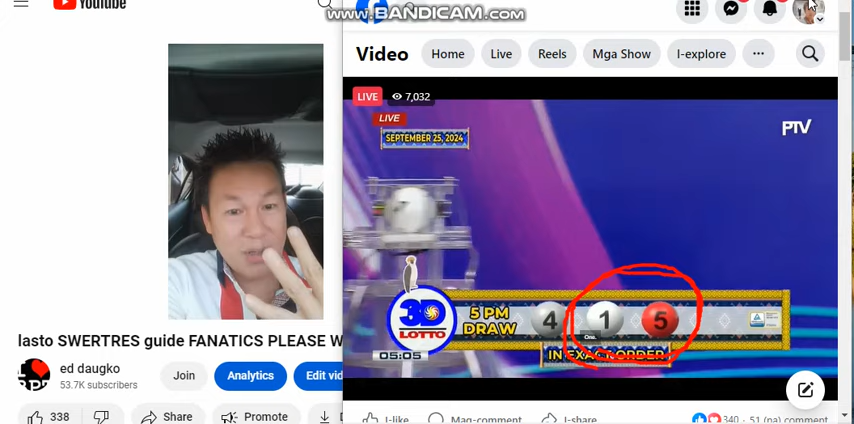 YouTube
www.BANDICAM.com
Video
Home
Live
Reels
Mga Show
I-explore
LIVE
7,032
LIVE
SEPTEMBER 25, 2024
PTV
3D
LOTTO
5 PM
DRAW
4
1
5
One.
IN EXACT ORDER
05:05
lasto SWERTRES guide FANATICS PLEASE W
ed daugko
53.7K subscribers
Join
Analytics
Edit vid
338
Share
Promote
I-like
Mag-comment
I-share
340
51 (na) comment